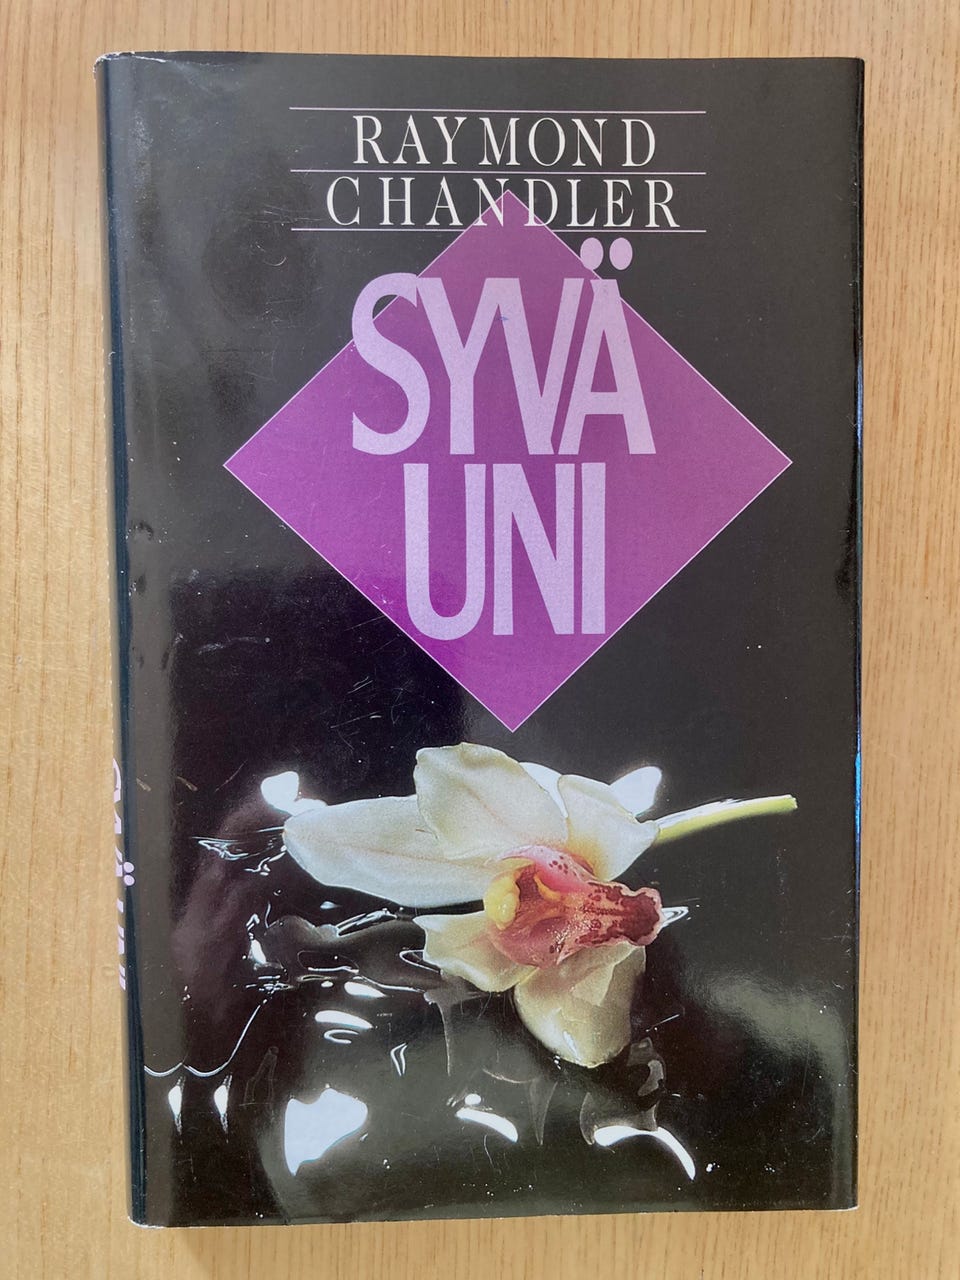 RAYMOND
CHANDLER
SYVÄ
UNI